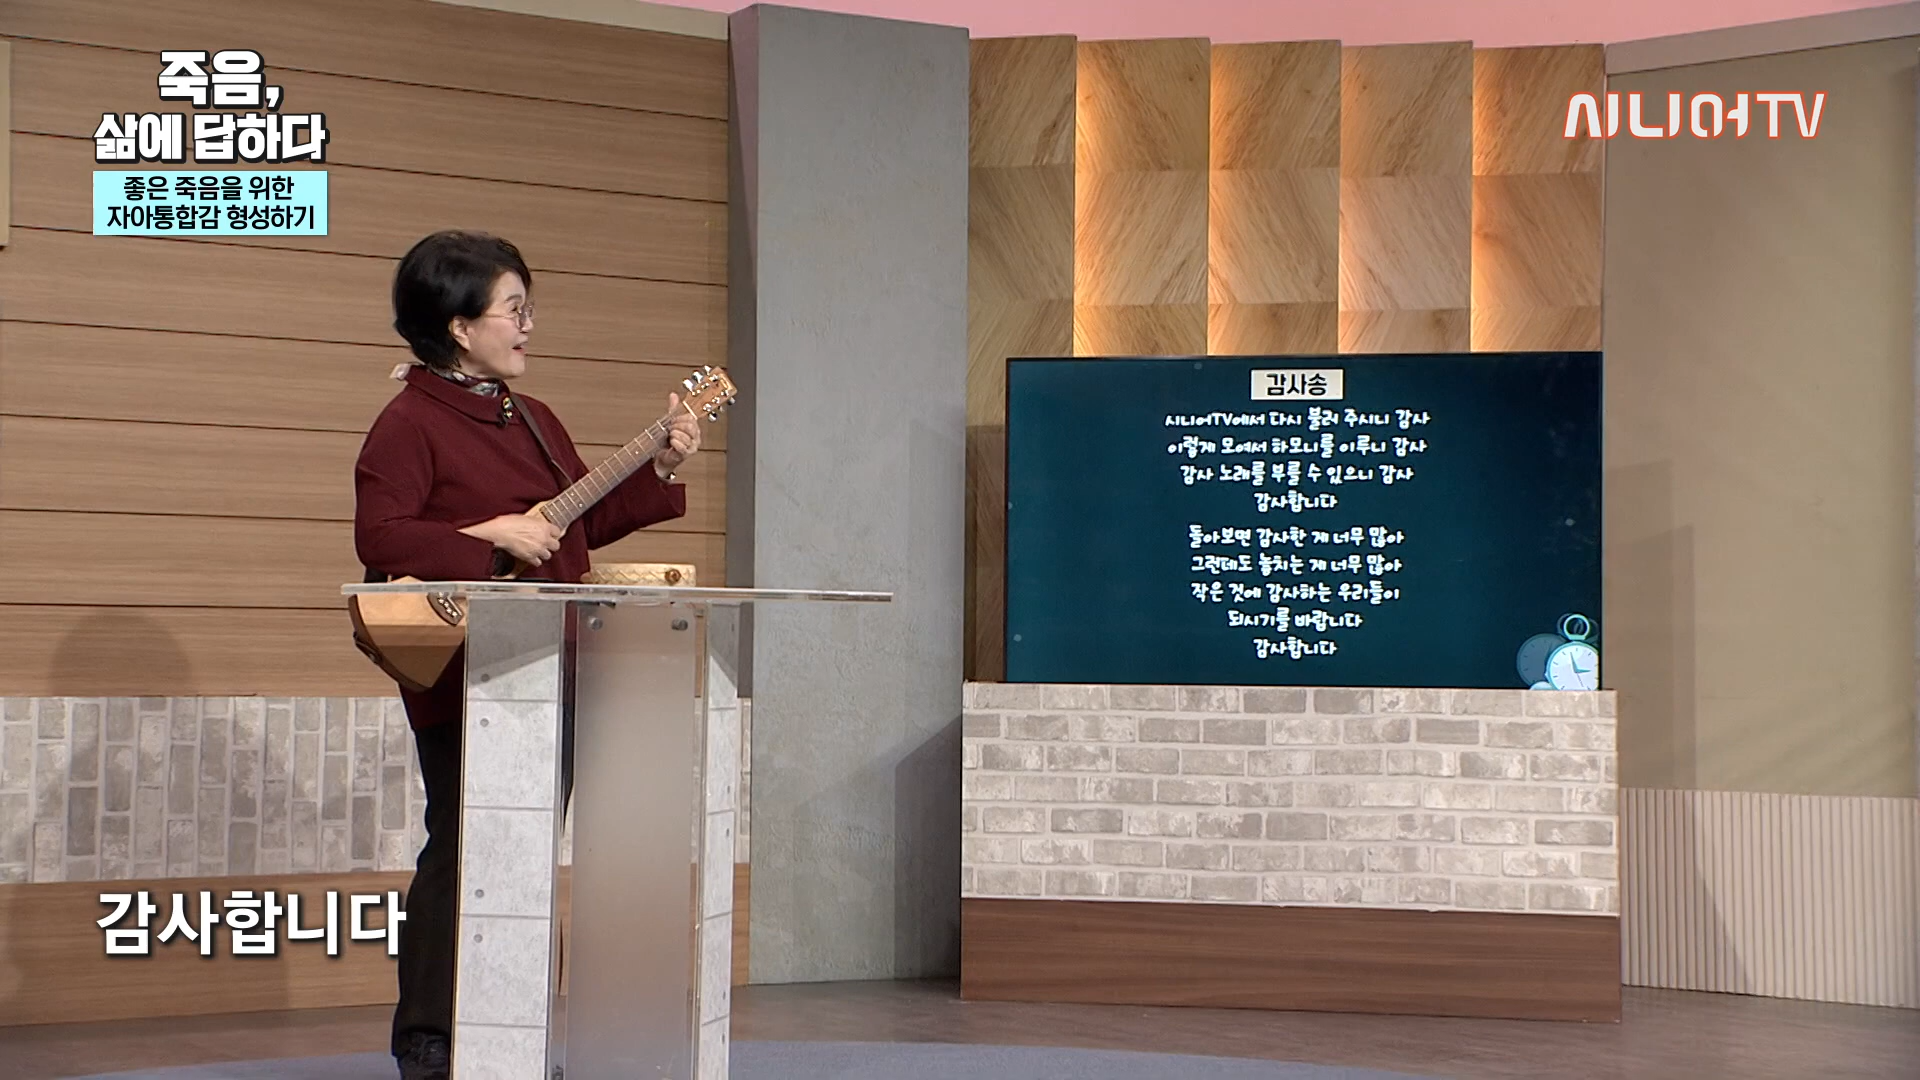 죽음,
삶에 답하다
좋은 죽음을 위한
자아통합감 형성하기
시니어TV
감사송
시니어TV에서 다시 불러 주시니 감사
이렇게 모여서 하모니를 이루니 감사
감사 노래를 부를 수 있으니 감사
감사합니다
돌아보면 감사한 게 너무 많아
그런데도 놓치는 게 너무 많아
작은 것에 감사하는 우리들이
되시기를 바랍니다
감사합니다
감사합니다